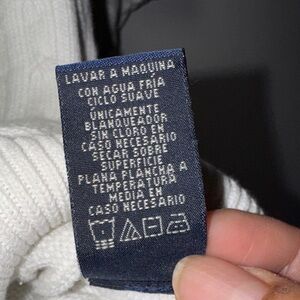 LAVAR A MAQUINA
CON AGUA FRÍA
CICLO SUAVE
ÚNICAMENTE
BLANQUEADOR
SIN CLORO EN
CASO NECESARIO
SECAR SOBRE
SUPERFICIE
PLANA PLANCHA A
TEMPERATURA
MEDIA EN
CASO NECESARIO